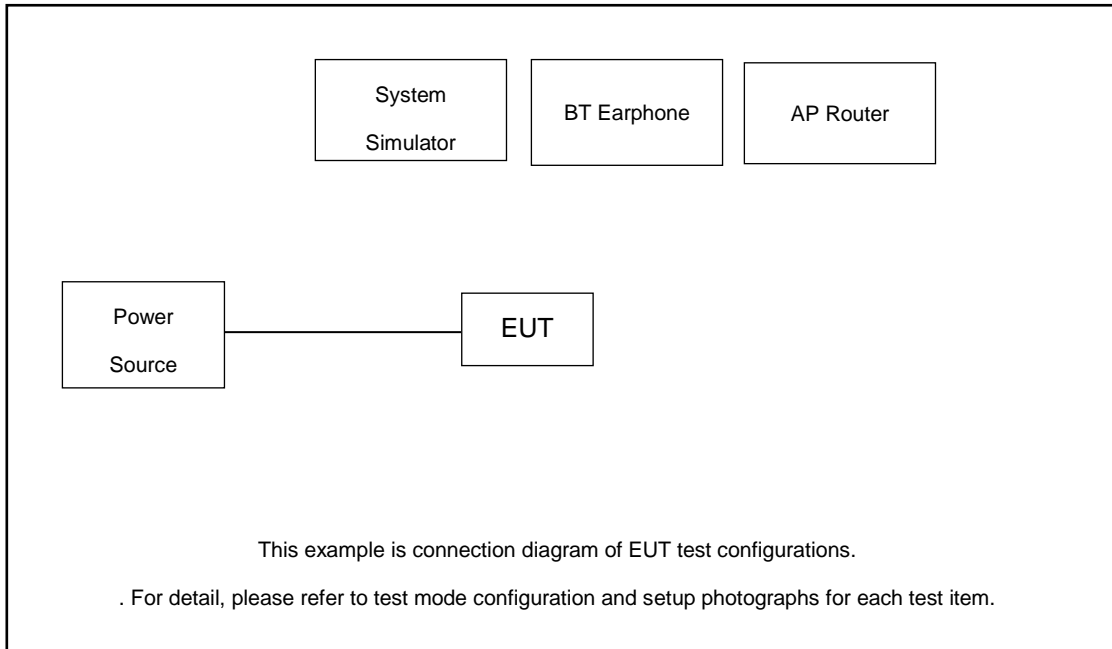 System
Simulator
BT Earphone
AP Router
Power
Source
EUT
This example is connection diagram of EUT test configurations.
. For detail, please refer to test mode configuration and setup photographs for each test item.